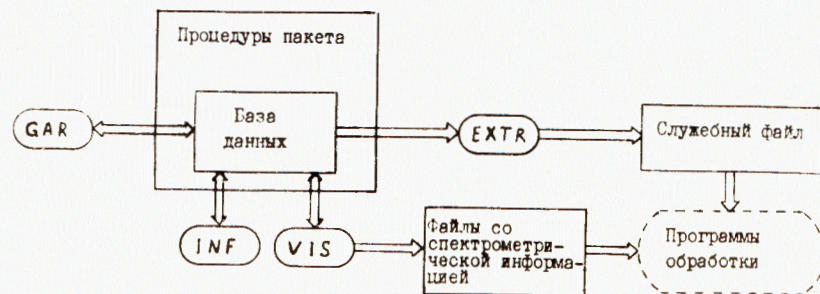 Процедуры пакета
База
данных
GAR
EXTR
Служебный файл
INF
VIS
Файлы со
спектрометри-
ческой информа-
цией
Программы
обработки